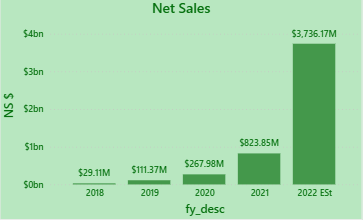 Net Sales
$4bn
$3bn
$2bn
$1bn
$0bn
NS $
$29.11M
$111.37M
$267.98M
$823.85M
$3,736.17M
2018
2019
2020
2021
2022 ESt
fy_desc